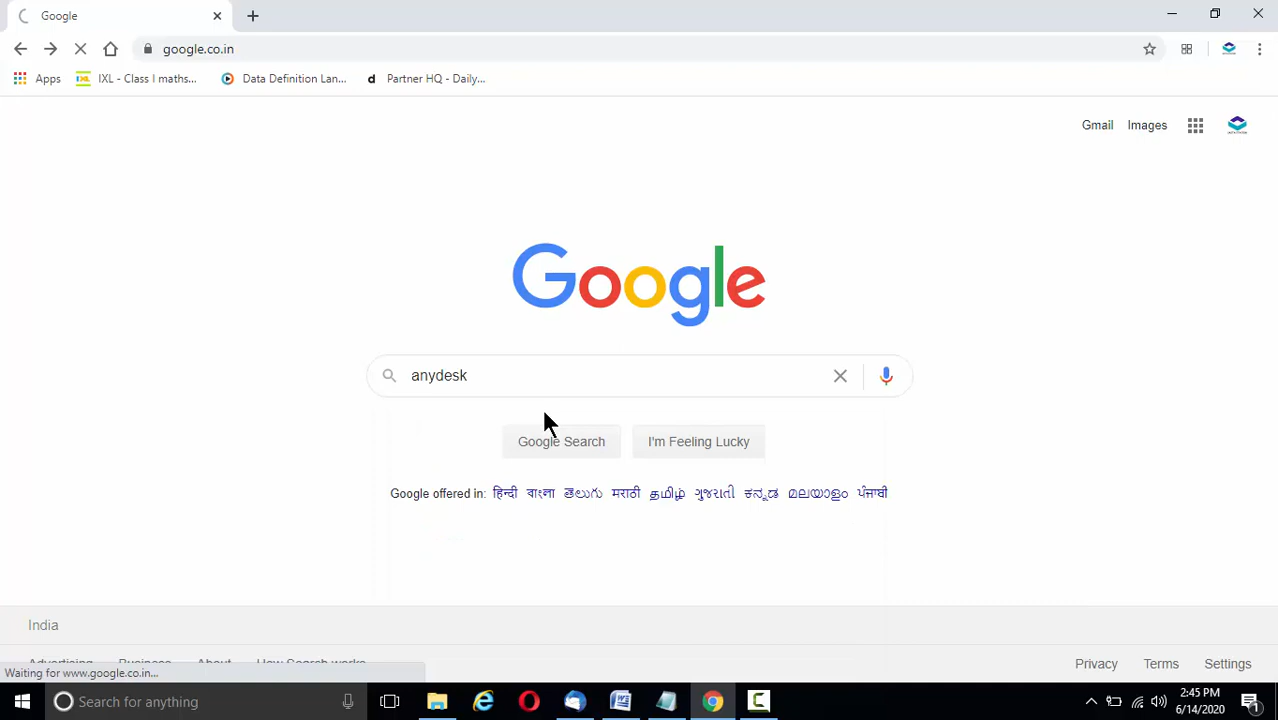 Google
google.co.in
Apps IXL - Class I maths... Data Definition Lan... d Partner HQ - Daily...
Gmail Images
Google
anydesk
Google Search I'm Feeling Lucky
Google offered in: हिन्दी বাংলা తెలుగు मराठी தமிழ் ગુજરાતી ಕನ್ನಡ മലയാളം ਪੰਜਾਬੀ
India
Advertising Business About How Search works
Privacy Terms Settings
Waiting for www.google.co.in...
Search for anything
2:45 PM
6/14/2020
1